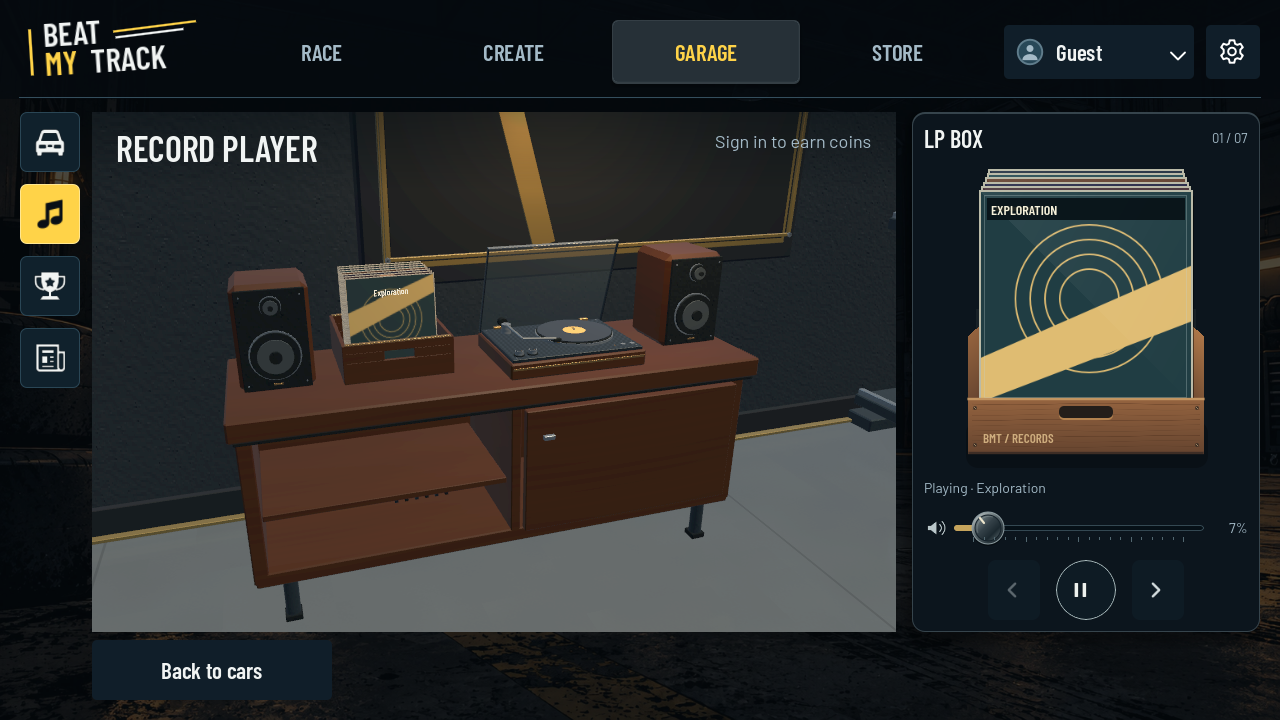 BEAT
MY TRACK
RACE
CREATE
GARAGE
STORE
Guest
RECORD PLAYER
Sign in to earn coins
Exploration
LP BOX
01 / 07
EXPLORATION
BMT / RECORDS
Playing · Exploration
7%
Back to cars